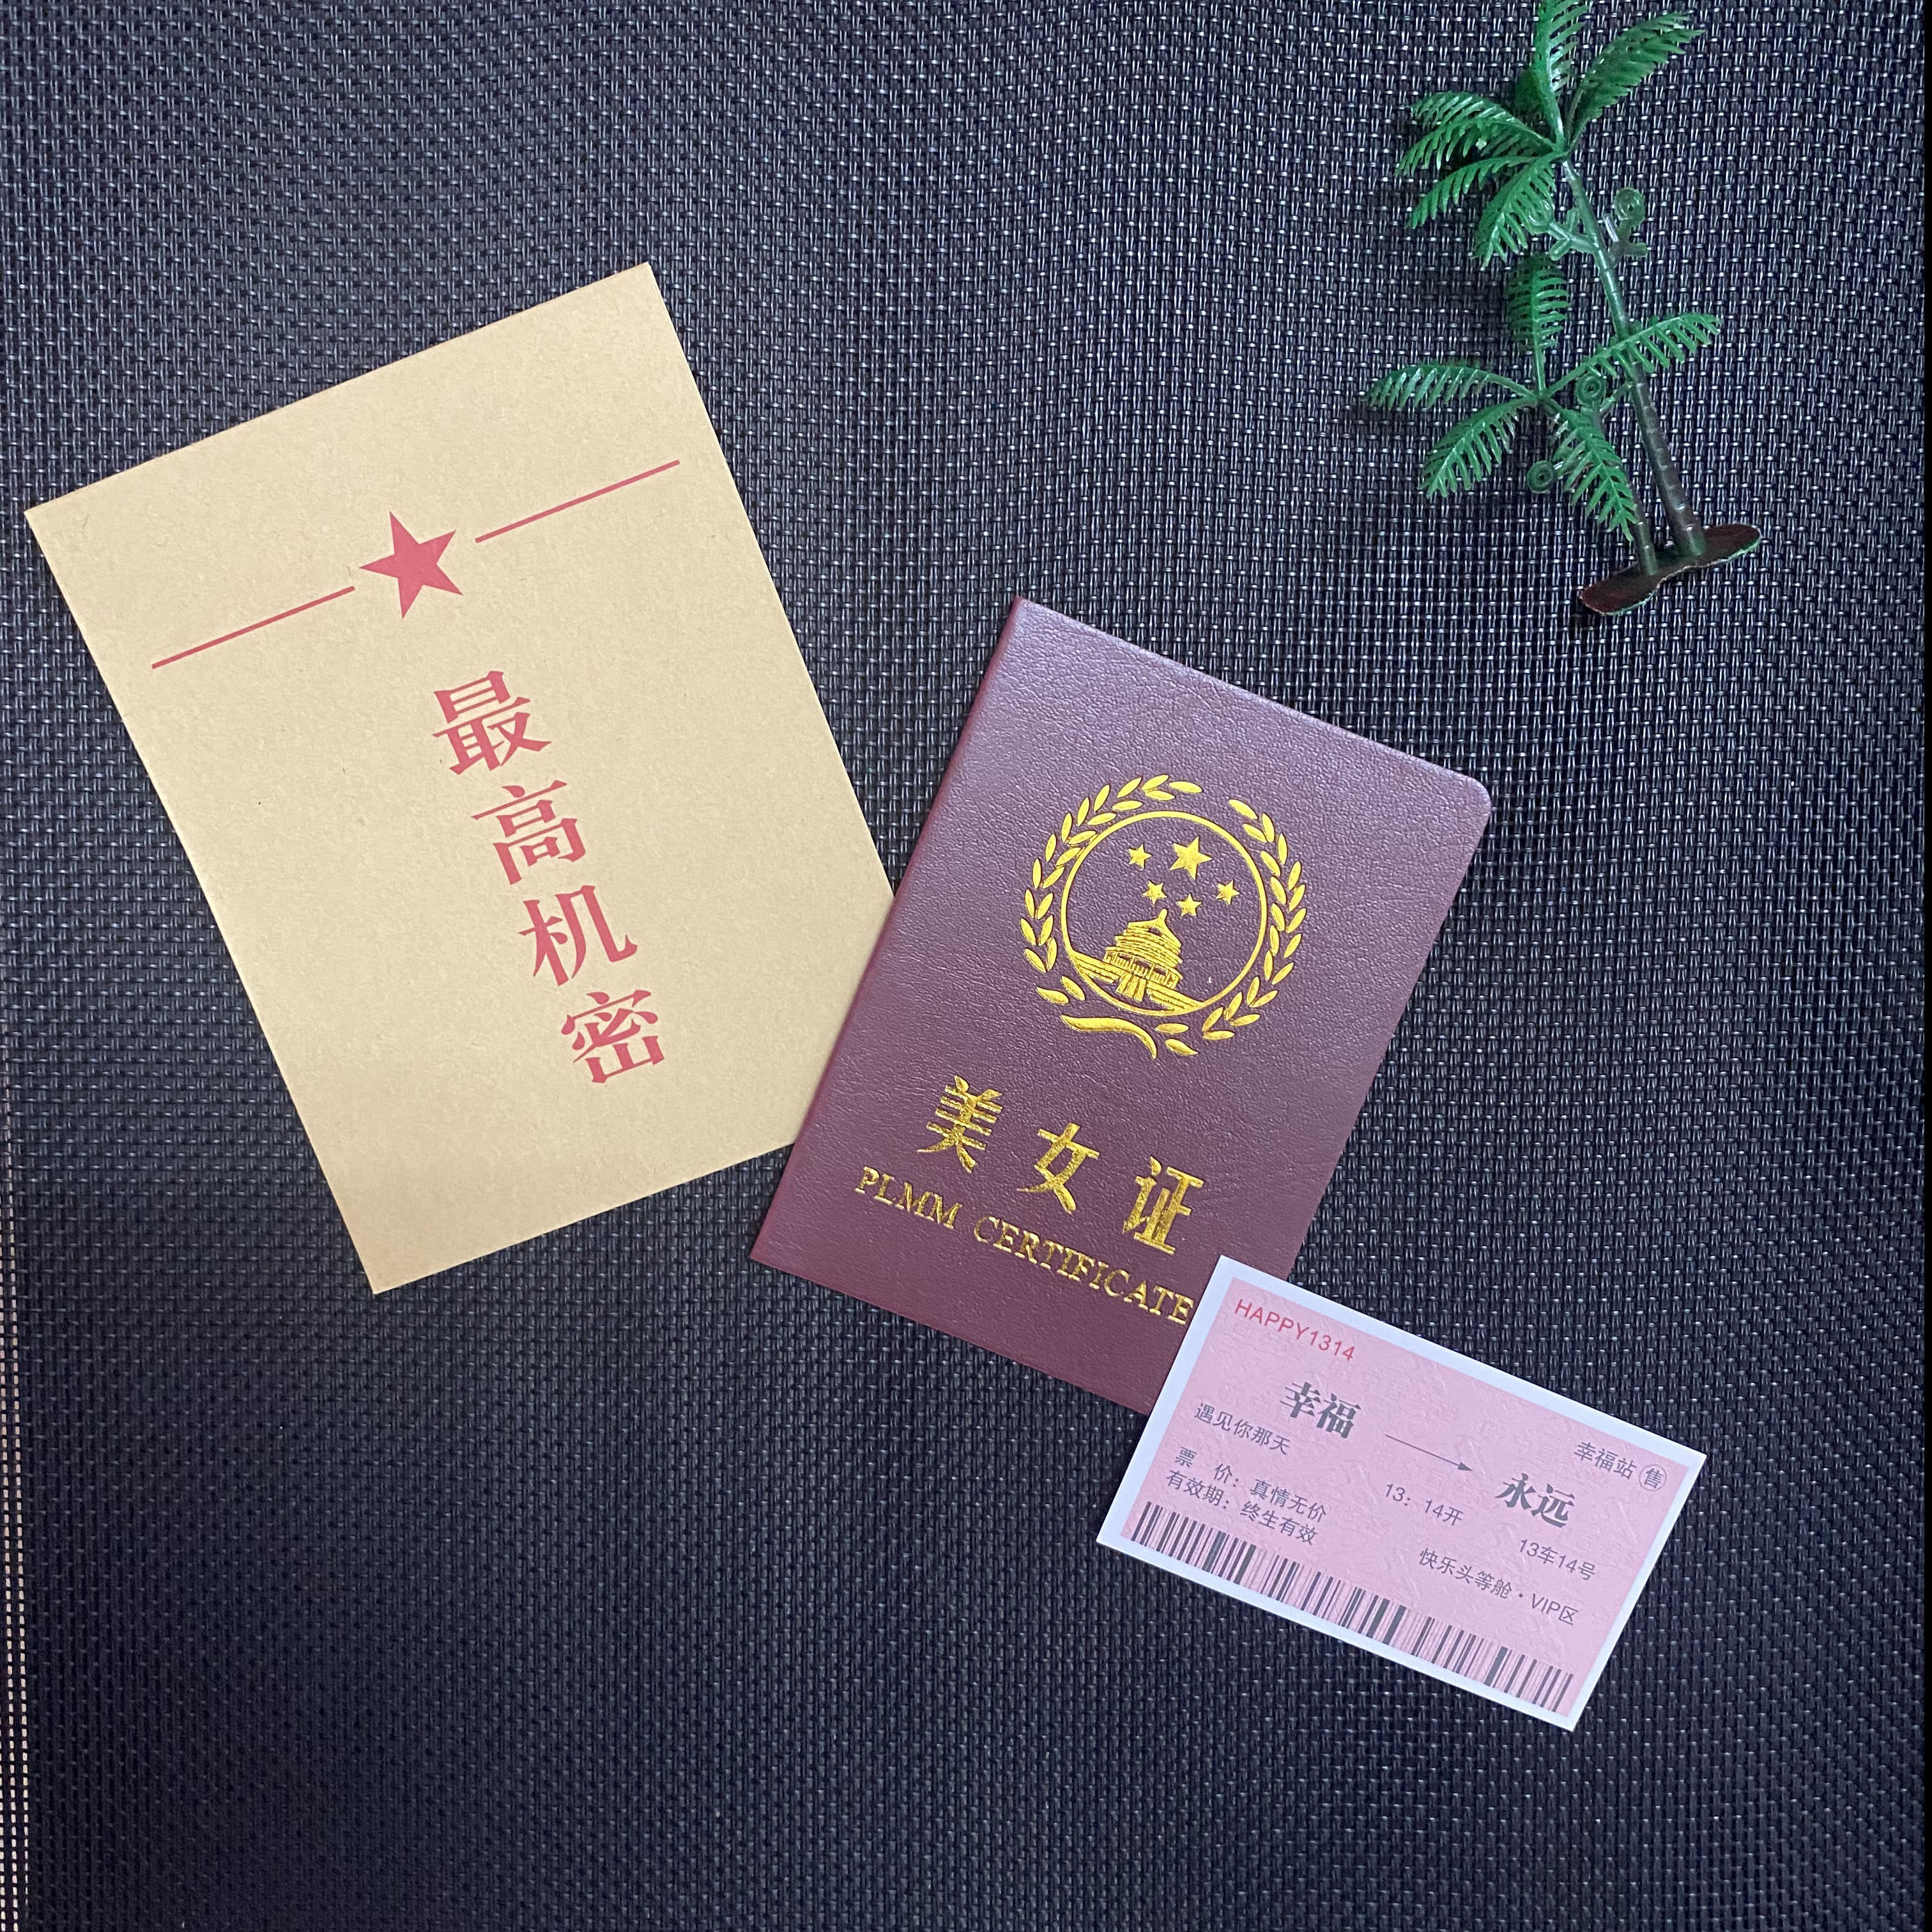 最高机密
美女证
PLMM CERTIFICATE
HAPPY1314
幸福站 售
幸福 永远
遇见你那天 13：14开 13车14号
票 价：真情无价
有效期：终生有效
快乐头等舱·VIP区